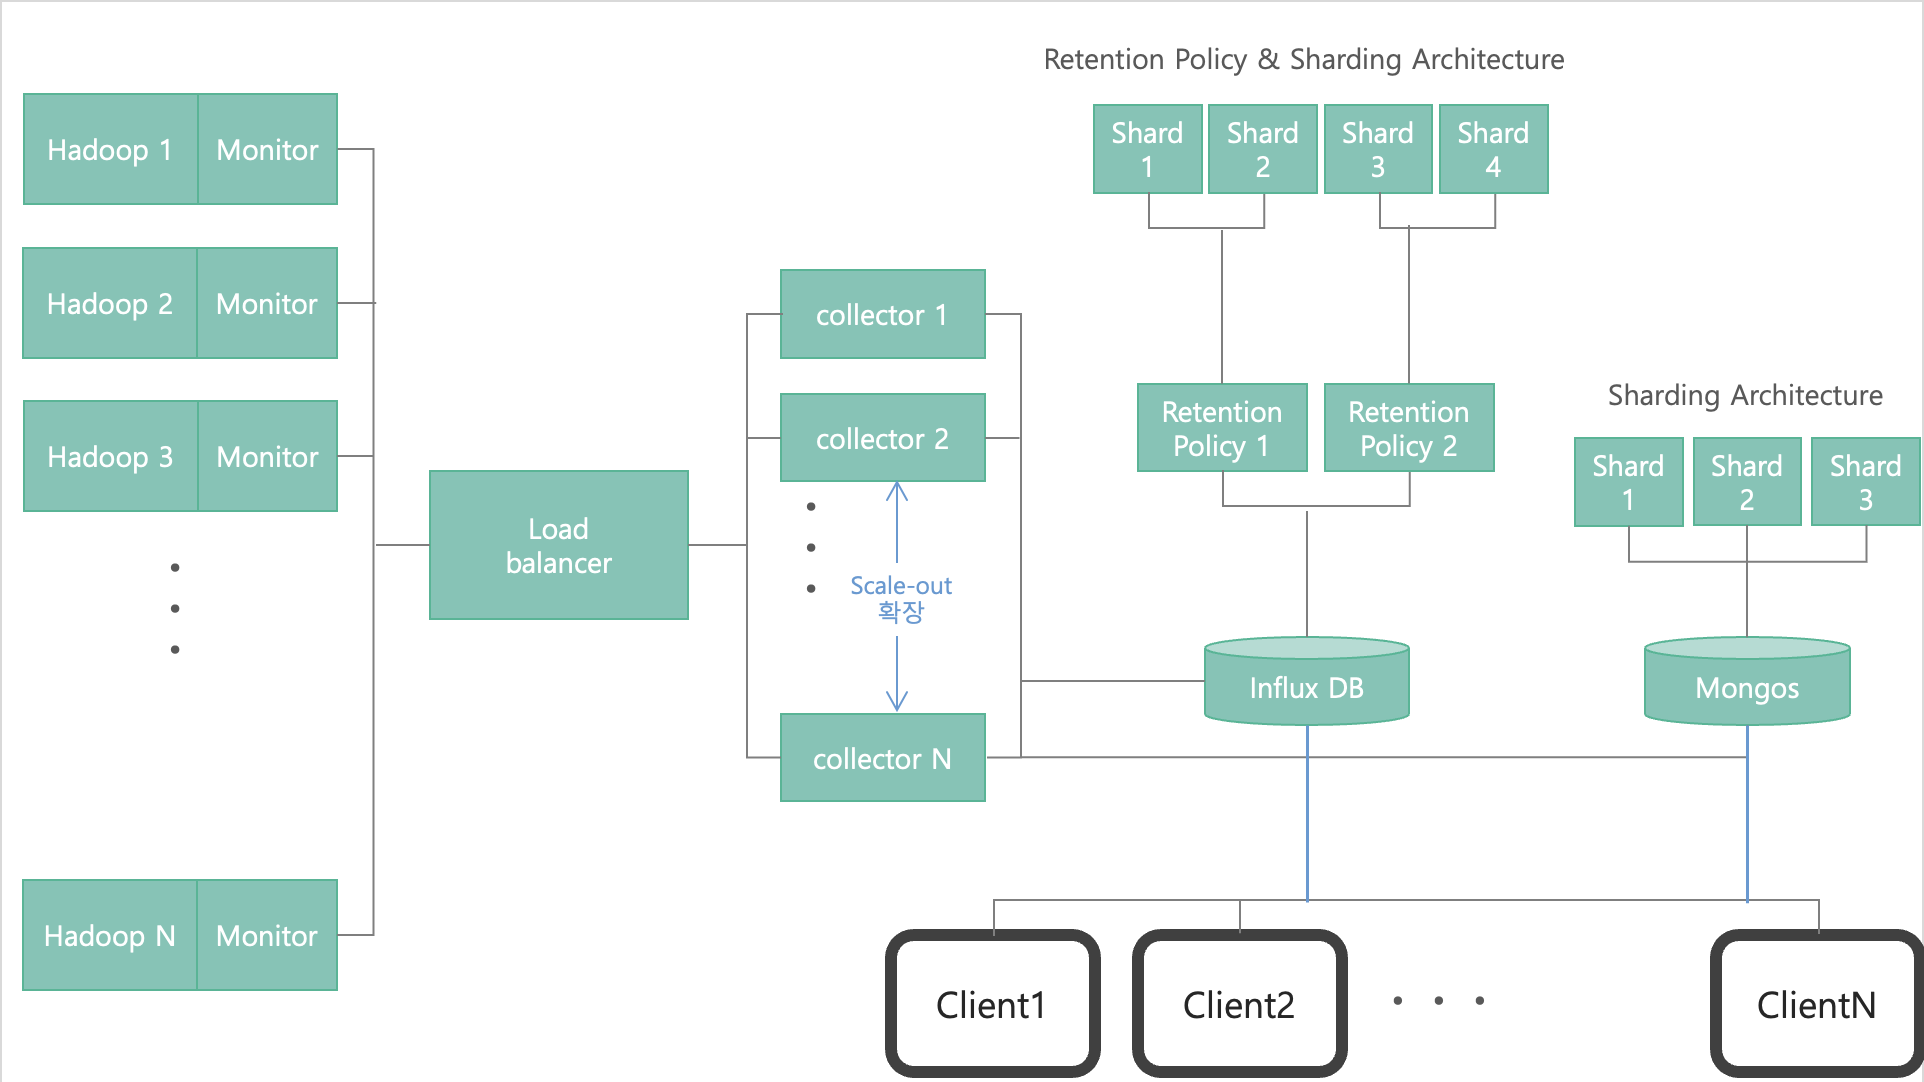 Retention Policy & Sharding Architecture
Hadoop 1
Monitor
Hadoop 2
Monitor
Hadoop 3
Monitor
Hadoop N
Monitor
Load
balancer
collector 1
collector 2
Scale-out
확장
collector N
Shard
1
Shard
2
Shard
3
Shard
4
Retention
Policy 1
Retention
Policy 2
Influx DB
Sharding Architecture
Shard
1
Shard
2
Shard
3
Mongos
Client1
Client2
ClientN